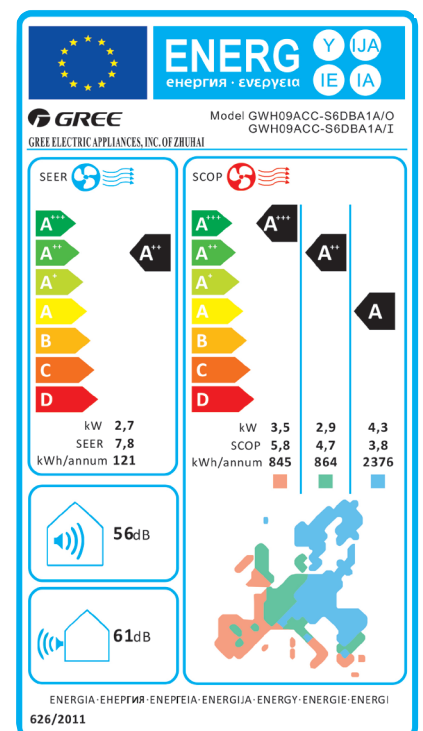 ENERG
Y IJA
IE IA
енергия · ενεργεια
GREE
Model GWH09ACC-S6DBA1A/O
GWH09ACC-S6DBA1A/I
GREE ELECTRIC APPLIANCES, INC. OF ZHUHAI
SEER
A+++
A++
A+
A
B
C
D
A++
kW 2,7
SEER 7,8
kWh/annum 121
SCOP
A+++
A++
A+
A
B
C
D
A+++
A++
A
kW 3,5 2,9 4,3
SCOP 5,8 4,7 3,8
kWh/annum 845 864 2376
56dB
61dB
ENERGIA·ЕНЕРГИЯ·ΕΝΕΡΓΕΙΑ·ENERGIJA·ENERGY·ENERGIE·ENERGI
626/2011